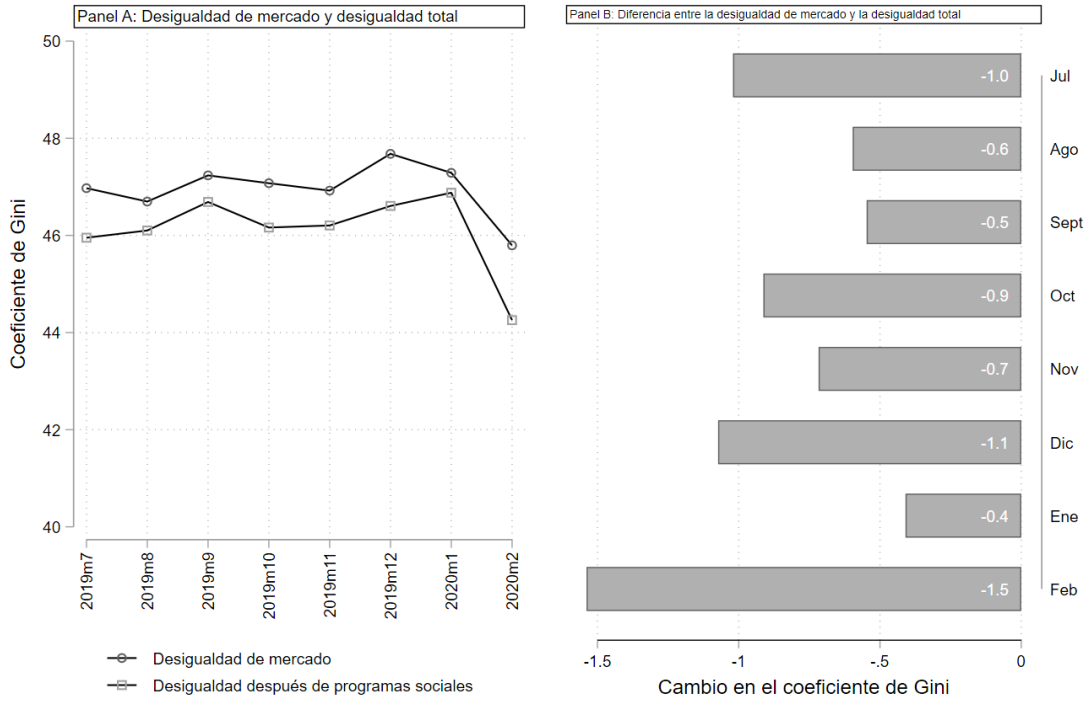 Panel A: Desigualdad de mercado y desigualdad total
50
48
46
44
42
40
Coeficiente de Gini
2019m7
2019m8
2019m9
2019m10
2019m11
2019m12
2020m1
2020m2
Desigualdad de mercado
Desigualdad después de programas sociales
Panel B: Diferencia entre la desigualdad de mercado y la desigualdad total
-1.0 Jul
-0.6 Ago
-0.5 Sept
-0.9 Oct
-0.7 Nov
-1.1 Dic
-0.4 Ene
-1.5 Feb
-1.5 -1 -.5 0
Cambio en el coeficiente de Gini